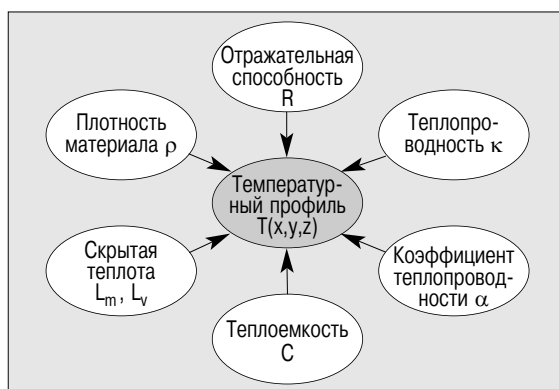 Отражательная
способность
R
Плотность
материала ρ
Теплопро-
водность κ
Температур-
ный профиль
T(x,y,z)
Скрытая
теплота
Lm, Lv
Коэффициент
теплопровод-
ности α
Теплоемкость
C